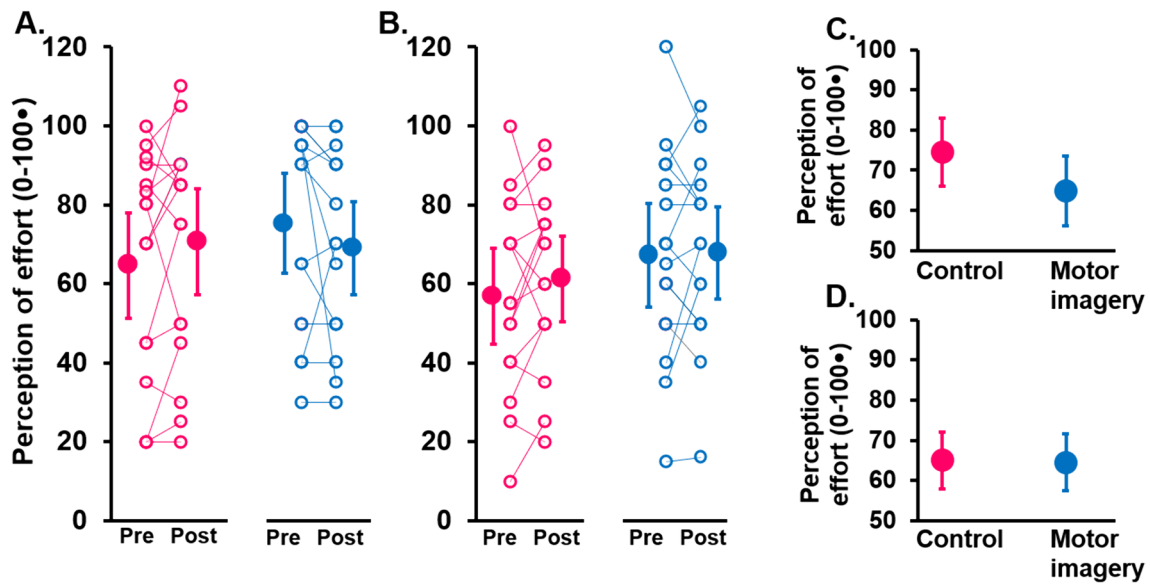 A.
Perception of effort (0-100●)
120
100
80
60
40
20
0
Pre Post
Pre Post
B.
120
100
80
60
40
20
0
Pre Post
Pre Post
C.
Perception of
effort (0-100●)
100
90
80
70
60
50
Control
Motor
imagery
D.
Perception of
effort (0-100●)
100
90
80
70
60
50
Control
Motor
imagery